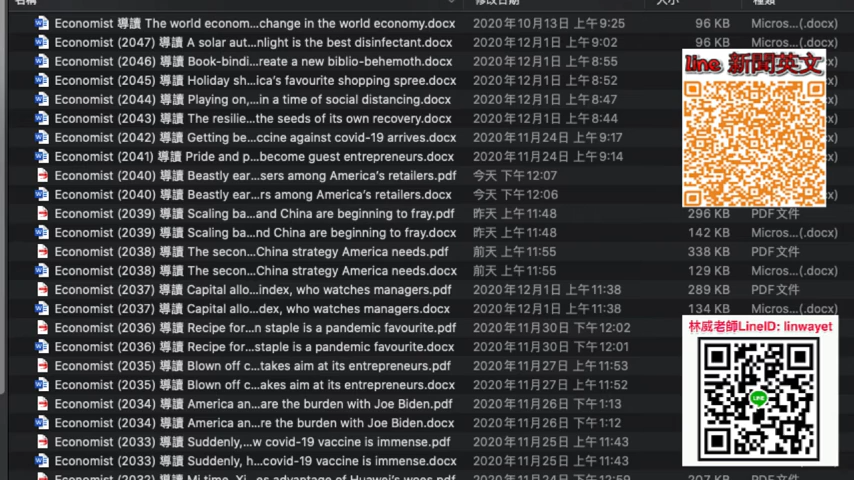 名稱 修改日期 大小 種類
Economist 導讀 The world econom...change in the world economy.docx 2020年10月13日 上午9:25 96 KB Micros...(.docx)
Economist (2047) 導讀 A solar aut...nlight is the best disinfectant.docx 2020年12月1日 上午9:02 96 KB Micros...(.docx)
Economist (2046) 導讀 Book-bindi...reate a new biblio-behemoth.docx 2020年12月1日 上午8:55
Economist (2045) 導讀 Holiday sh...ica's favourite shopping spree.docx 2020年12月1日 上午8:52
Economist (2044) 導讀 Playing on,...in a time of social distancing.docx 2020年12月1日 上午8:47
Economist (2043) 導讀 The resilie...the seeds of its own recovery.docx 2020年12月1日 上午8:44
Economist (2042) 導讀 Getting be...ccine against covid-19 arrives.docx 2020年11月24日 上午9:17
Economist (2041) 導讀 Pride and p...become guest entrepreneurs.docx 2020年11月24日 上午9:14
Economist (2040) 導讀 Beastly ear...sers among America's retailers.pdf 今天 下午12:07
Economist (2040) 導讀 Beastly ear...rs among America's retailers.docx 今天 下午12:06
Economist (2039) 導讀 Scaling ba...and China are beginning to fray.pdf 昨天 上午11:48 296 KB PDF文件
Economist (2039) 導讀 Scaling ba...nd China are beginning to fray.docx 昨天 上午11:48 142 KB Micros...(.docx)
Economist (2038) 導讀 The secon...China strategy America needs.pdf 前天 上午11:55 338 KB PDF文件
Economist (2038) 導讀 The secon...China strategy America needs.docx 前天 上午11:55 129 KB Micros...(.docx)
Economist (2037) 導讀 Capital allo...index, who watches managers.pdf 2020年12月1日 上午11:38 289 KB PDF文件
Economist (2037) 導讀 Capital allo...dex, who watches managers.docx 2020年12月1日 上午11:38 134 KB Micros...(.docx)
Economist (2036) 導讀 Recipe for...n staple is a pandemic favourite.pdf 2020年11月30日 下午12:02
Economist (2036) 導讀 Recipe for...staple is a pandemic favourite.docx 2020年11月30日 下午12:01
Economist (2035) 導讀 Blown off c...takes aim at its entrepreneurs.pdf 2020年11月27日 上午11:53
Economist (2035) 導讀 Blown off c...akes aim at its entrepreneurs.docx 2020年11月27日 上午11:52
Economist (2034) 導讀 America an...are the burden with Joe Biden.pdf 2020年11月26日 下午1:13
Economist (2034) 導讀 America an...re the burden with Joe Biden.docx 2020年11月26日 下午1:12
Economist (2033) 導讀 Suddenly,...w covid-19 vaccine is immense.pdf 2020年11月25日 上午11:43
Economist (2033) 導讀 Suddenly, h...covid-19 vaccine is immense.docx 2020年11月25日 上午11:43
line 新聞英文
林威老師LineID: linwayet
LINE